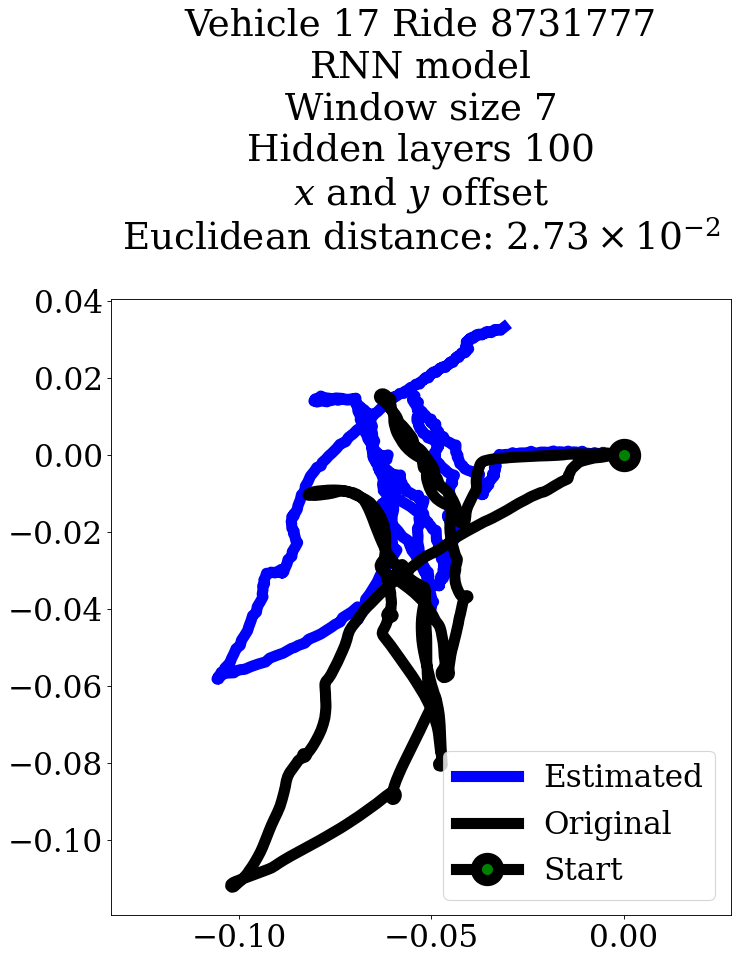 Vehicle 17 Ride 8731777
RNN model
Window size 7
Hidden layers 100
x and y offset
Euclidean distance: 2.73 × 10⁻²
0.04
0.02
0.00
−0.02
−0.04
−0.06
−0.08
−0.10
Estimated
Original
Start
−0.10 −0.05 0.00